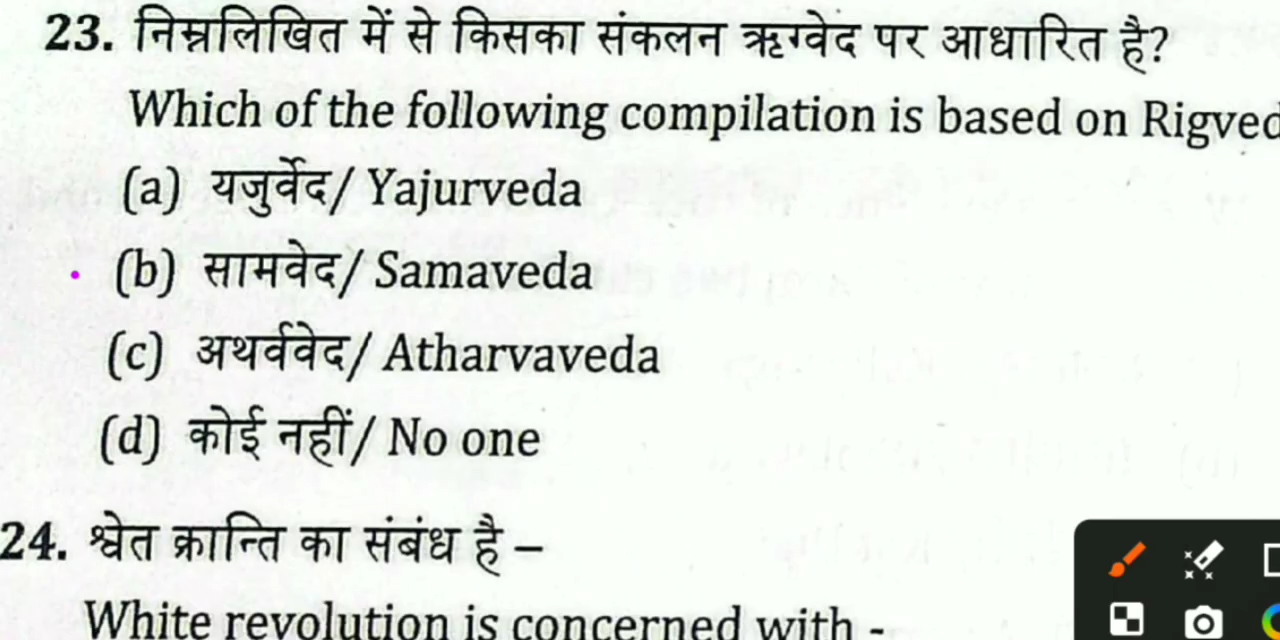 23. निम्नलिखित में से किसका संकलन ऋग्वेद पर आधारित है?
Which of the following compilation is based on Rigved
(a) यजुर्वेद/ Yajurveda
(b) सामवेद/ Samaveda
(c) अथर्ववेद/ Atharvaveda
(d) कोई नहीं/ No one
24. श्वेत क्रान्ति का संबंध है –
White revolution is concerned with -